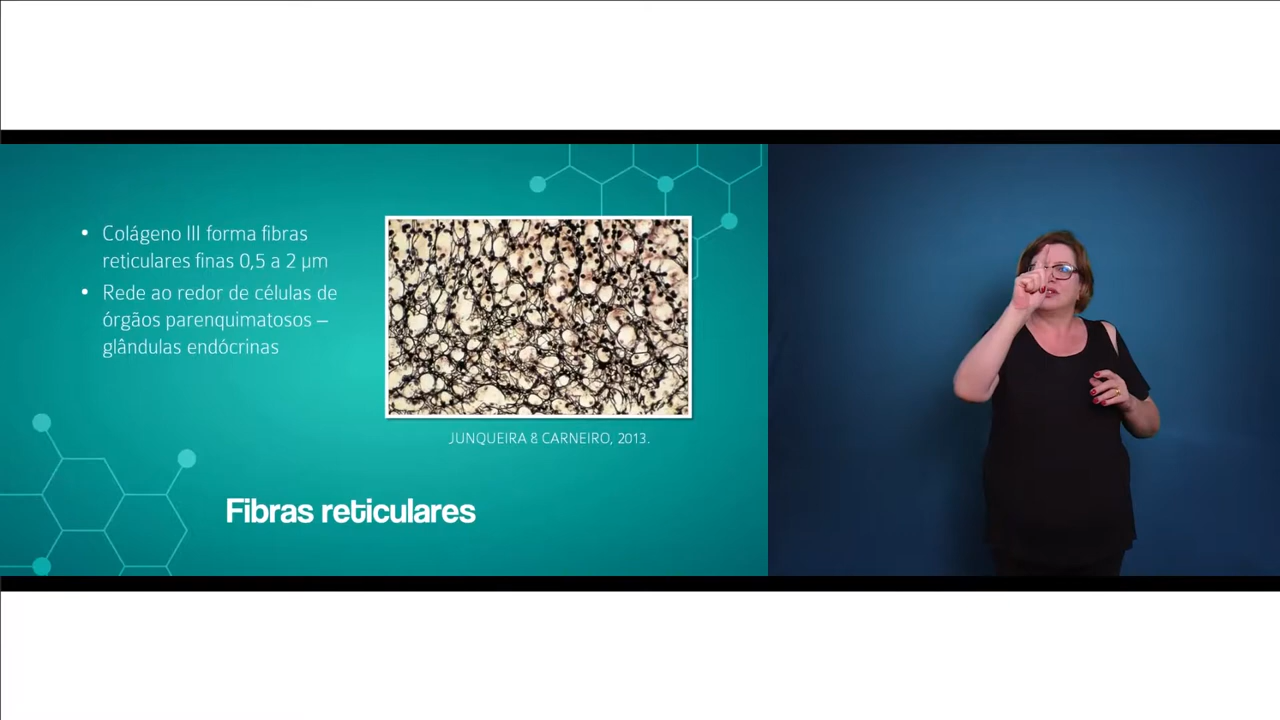 • Colágeno III forma fibras
reticulares finas 0,5 a 2 µm
• Rede ao redor de células de
órgãos parenquimatosos –
glândulas endócrinas
JUNQUEIRA & CARNEIRO, 2013.
Fibras reticulares